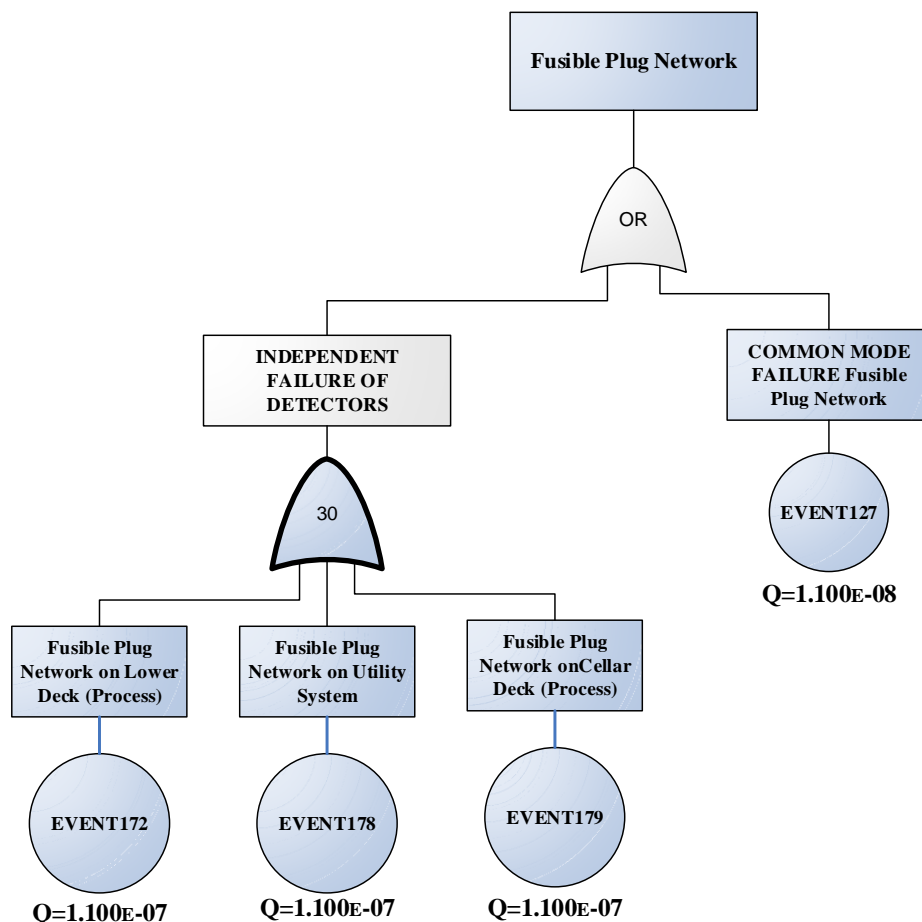 Fusible Plug Network
OR
INDEPENDENT
FAILURE OF
DETECTORS
COMMON MODE
FAILURE Fusible
Plug Network
30
EVENT127
Q=1.100E-08
Fusible Plug
Network on Lower
Deck (Process)
Fusible Plug
Network on Utility
System
Fusible Plug
Network onCellar
Deck (Process)
EVENT172
EVENT178
EVENT179
Q=1.100E-07
Q=1.100E-07
Q=1.100E-07